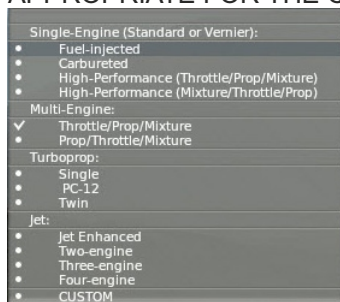 Single-Engine (Standard or Vernier):
Fuel-injected
Carbureted
High-Performance (Throttle/Prop/Mixture)
High-Performance (Mixture/Throttle/Prop)
Multi-Engine:
Throttle/Prop/Mixture
Prop/Throttle/Mixture
Turboprop:
Single
PC-12
Twin
Jet:
Jet Enhanced
Two-engine
Three-engine
Four-engine
CUSTOM